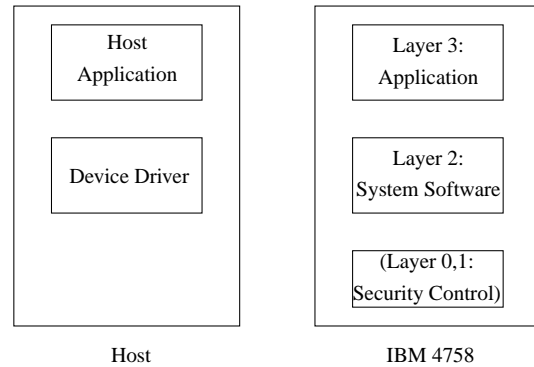 Host
Application
Device Driver
Host
Layer 3:
Application
Layer 2:
System Software
(Layer 0,1:
Security Control)
IBM 4758